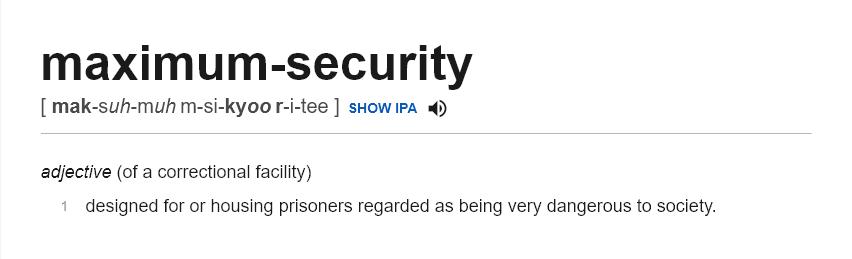 maximum-security
[ mak-suh-muh m-si-kyoo r-i-tee ] SHOW IPA
adjective (of a correctional facility)
1 designed for or housing prisoners regarded as being very dangerous to society.